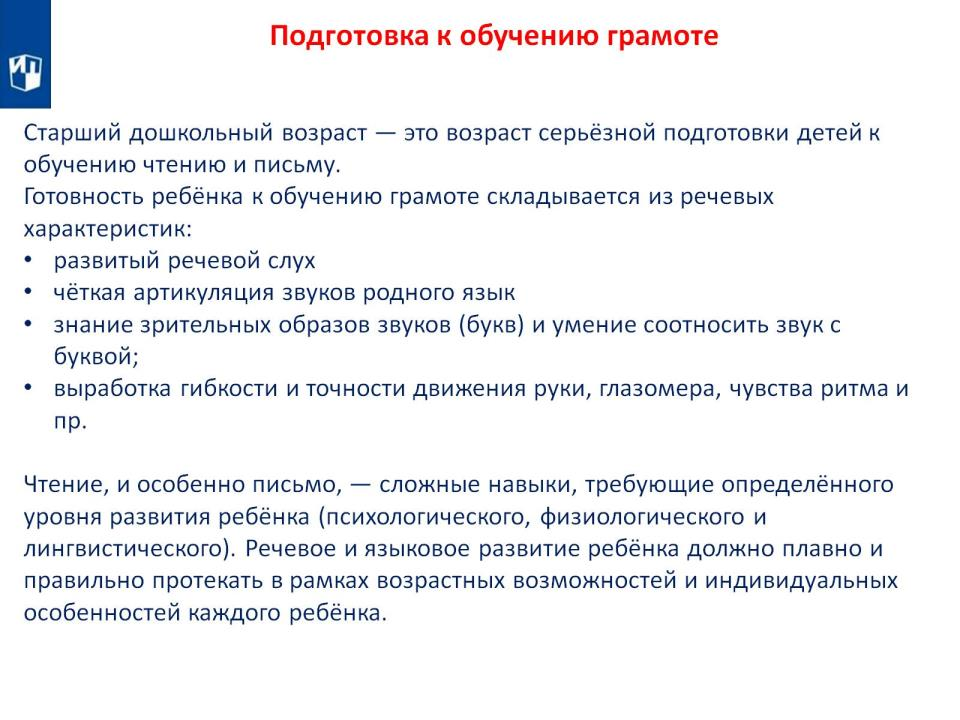 Подготовка к обучению грамоте
Старший дошкольный возраст — это возраст серьёзной подготовки детей к
обучению чтению и письму.
Готовность ребёнка к обучению грамоте складывается из речевых
характеристик:
• развитый речевой слух
• чёткая артикуляция звуков родного язык
• знание зрительных образов звуков (букв) и умение соотносить звук с
буквой;
• выработка гибкости и точности движения руки, глазомера, чувства ритма и
пр.
Чтение, и особенно письмо, — сложные навыки, требующие определённого
уровня развития ребёнка (психологического, физиологического и
лингвистического). Речевое и языковое развитие ребёнка должно плавно и
правильно протекать в рамках возрастных возможностей и индивидуальных
особенностей каждого ребёнка.